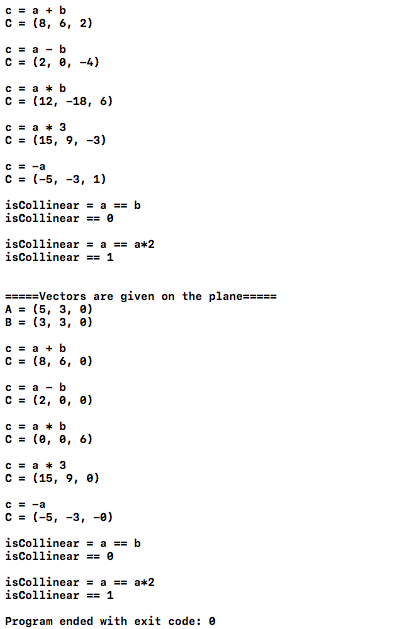 c = a + b
C = (8, 6, 2)
c = a - b
C = (2, 0, -4)
c = a * b
C = (12, -18, 6)
c = a * 3
C = (15, 9, -3)
c = -a
C = (-5, -3, 1)
isCollinear = a == b
isCollinear == 0
isCollinear = a == a*2
isCollinear == 1
=====Vectors are given on the plane=====
A = (5, 3, 0)
B = (3, 3, 0)
c = a + b
C = (8, 6, 0)
c = a - b
C = (2, 0, 0)
c = a * b
C = (0, 0, 6)
c = a * 3
C = (15, 9, 0)
c = -a
C = (-5, -3, -0)
isCollinear = a == b
isCollinear == 0
isCollinear = a == a*2
isCollinear == 1
Program ended with exit code: 0